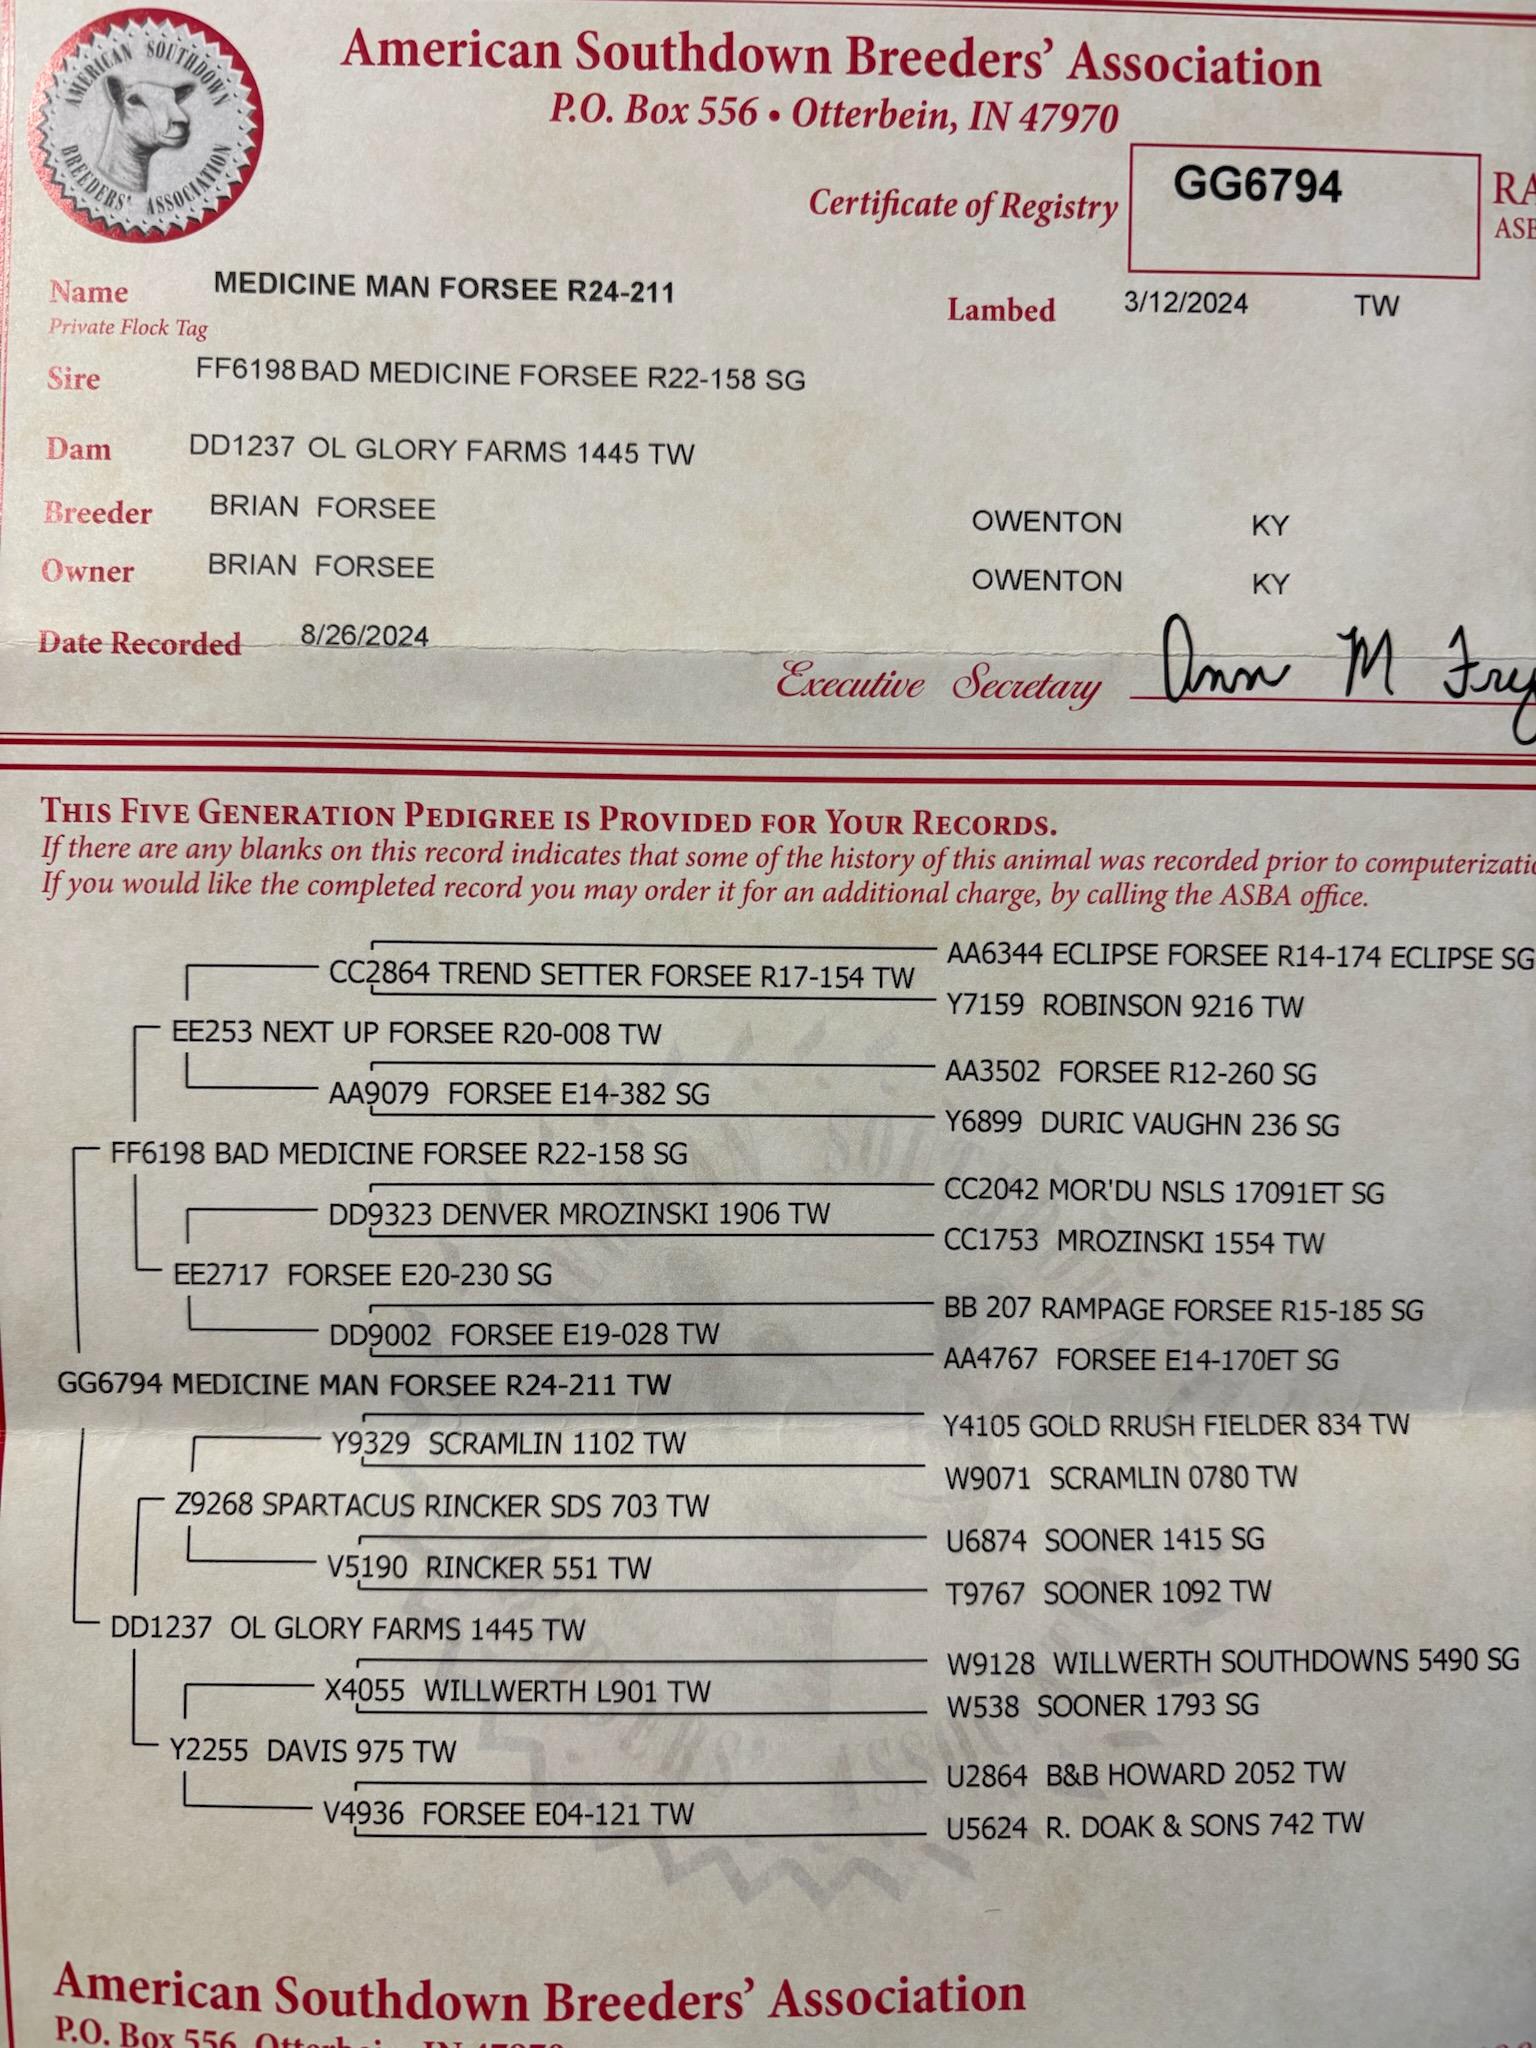 AMERICAN SOUTHDOWN
BREEDERS' ASSOCIATION
American Southdown Breeders' Association
P.O. Box 556 • Otterbein, IN 47970
Certificate of Registry GG6794 RA
ASB
Name MEDICINE MAN FORSEE R24-211 Lambed 3/12/2024 TW
Private Flock Tag
Sire FF6198 BAD MEDICINE FORSEE R22-158 SG
Dam DD1237 OL GLORY FARMS 1445 TW
Breeder BRIAN FORSEE OWENTON KY
Owner BRIAN FORSEE OWENTON KY
Date Recorded 8/26/2024
Executive Secretary Ann M Fry
THIS FIVE GENERATION PEDIGREE IS PROVIDED FOR YOUR RECORDS.
If there are any blanks on this record indicates that some of the history of this animal was recorded prior to computerizatio
If you would like the completed record you may order it for an additional charge, by calling the ASBA office.
AA6344 ECLIPSE FORSEE R14-174 ECLIPSE SG
CC2864 TREND SETTER FORSEE R17-154 TW
Y7159 ROBINSON 9216 TW
EE253 NEXT UP FORSEE R20-008 TW
AA3502 FORSEE R12-260 SG
AA9079 FORSEE E14-382 SG
Y6899 DURIC VAUGHN 236 SG
FF6198 BAD MEDICINE FORSEE R22-158 SG
CC2042 MOR'DU NSLS 17091ET SG
DD9323 DENVER MROZINSKI 1906 TW
CC1753 MROZINSKI 1554 TW
EE2717 FORSEE E20-230 SG
BB 207 RAMPAGE FORSEE R15-185 SG
DD9002 FORSEE E19-028 TW
AA4767 FORSEE E14-170ET SG
GG6794 MEDICINE MAN FORSEE R24-211 TW
Y4105 GOLD RRUSH FIELDER 834 TW
Y9329 SCRAMLIN 1102 TW
W9071 SCRAMLIN 0780 TW
Z9268 SPARTACUS RINCKER SDS 703 TW
U6874 SOONER 1415 SG
V5190 RINCKER 551 TW
T9767 SOONER 1092 TW
DD1237 OL GLORY FARMS 1445 TW
W9128 WILLWERTH SOUTHDOWNS 5490 SG
X4055 WILLWERTH L901 TW
W538 SOONER 1793 SG
Y2255 DAVIS 975 TW
U2864 B&B HOWARD 2052 TW
V4936 FORSEE E04-121 TW
U5624 R. DOAK & SONS 742 TW
American Southdown Breeders' Association
P.O. Box 556, Otterbein, IN 47970